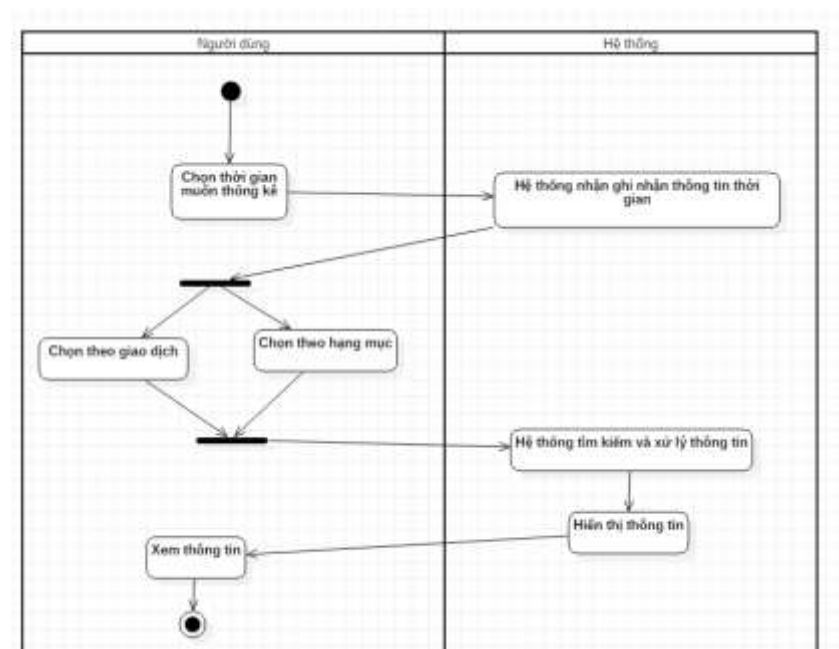 Người dùng
Hệ thống
Chọn thời gian
muốn thống kê
Hệ thống nhận ghi nhận thông tin thời
gian
Chọn theo giao dịch
Chọn theo hạng mục
Hệ thống tìm kiếm và xử lý thông tin
Hiển thị thông tin
Xem thông tin